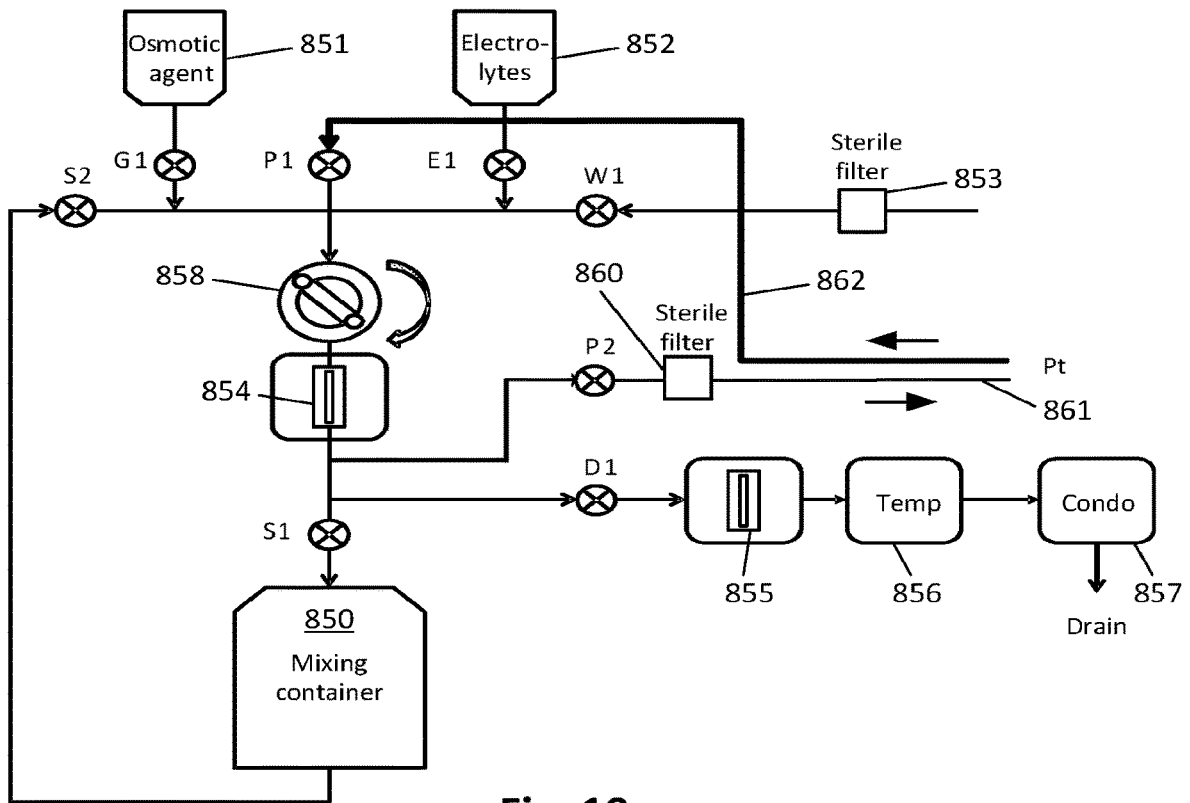 Osmotic
agent
851
Electro-
lytes
852
G1
P1
E1
Sterile
filter
853
S2
W1
858
860
862
Sterile
filter
P2
Pt
854
861
D1
Temp
Condo
S1
855
856
857
850
Mixing
container
Drain